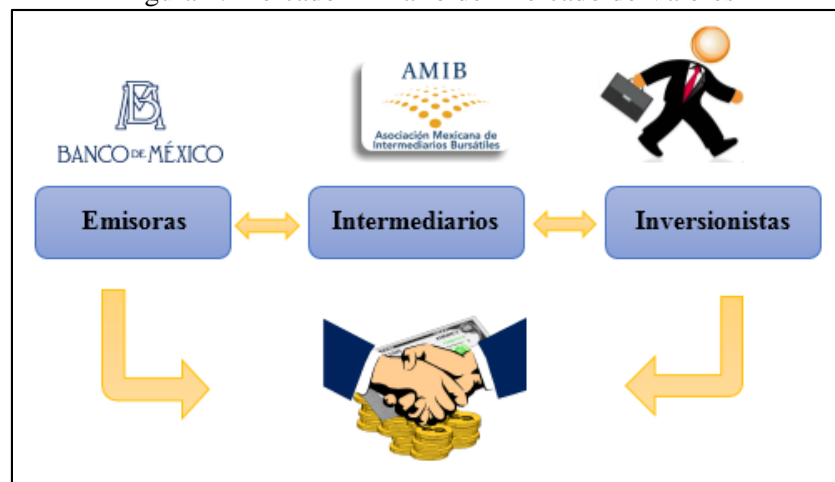 AMIB
Asociación Mexicana de
Intermediarios Bursátiles
BANCO DE MÉXICO
Emisoras
Intermediarios
Inversionistas